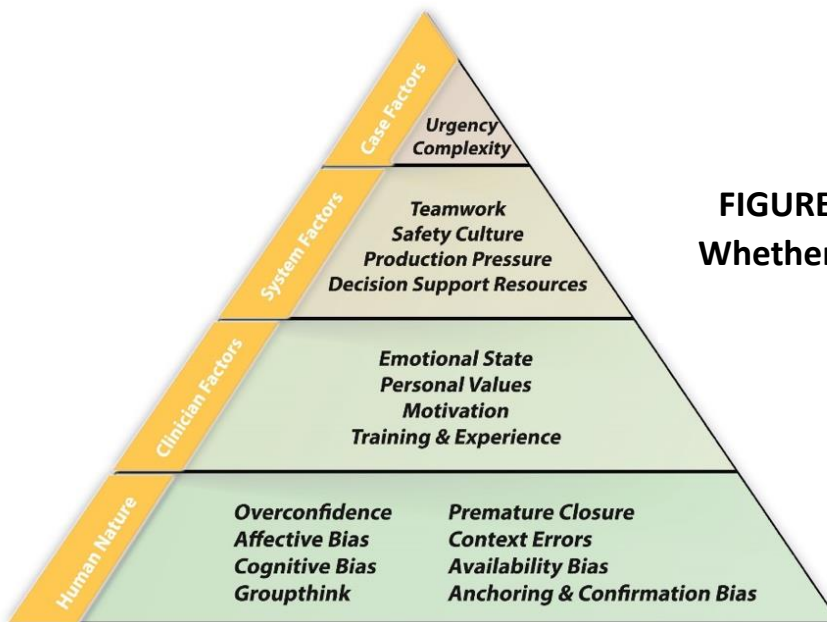 Case Factors
Urgency
Complexity
FIGURE
Whether
System Factors
Teamwork
Safety Culture
Production Pressure
Decision Support Resources
Clinician Factors
Emotional State
Personal Values
Motivation
Training & Experience
Human Nature
Overconfidence
Affective Bias
Cognitive Bias
Groupthink
Premature Closure
Context Errors
Availability Bias
Anchoring & Confirmation Bias